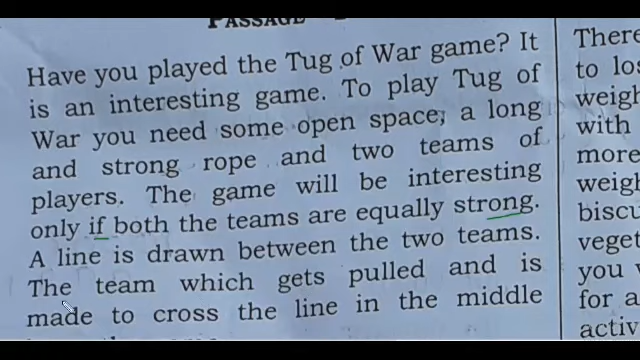 PASSAGE
Have you played the Tug of War game? It
is an interesting game. To play Tug of
War you need some open space, a long
and strong rope and two teams of
players. The game will be interesting
only if both the teams are equally strong.
A line is drawn between the two teams.
The team which gets pulled and is
made to cross the line in the middle
There
to los
weigh
with
more
weigh
biscu
veget
you
for a
activ